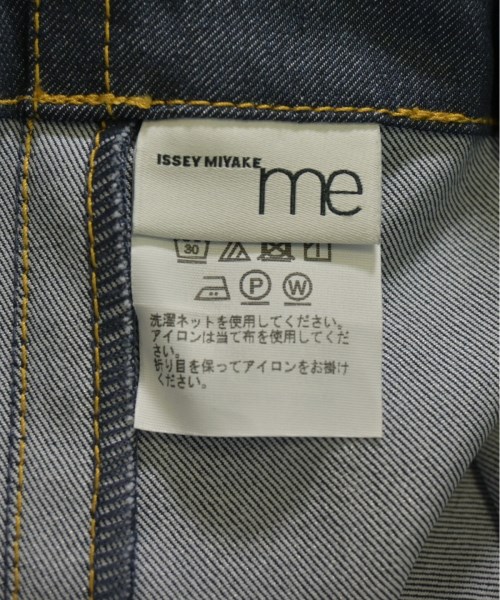 ISSEY MIYAKE me
30
P W
洗濯ネットを使用してください。
アイロンは当て布を使用してくだ
さい。
折り目を保ってアイロンをお掛け
ください。